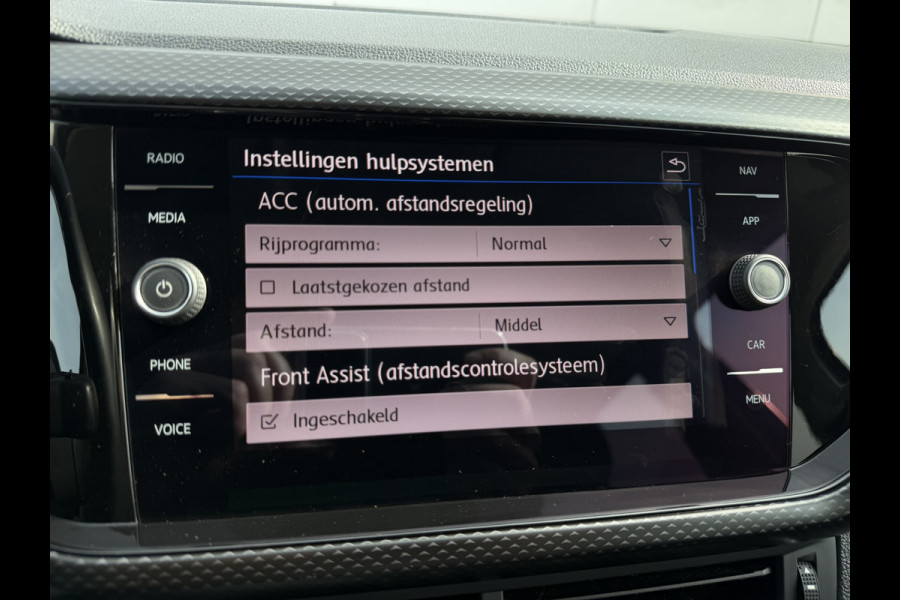 RADIO
MEDIA
PHONE
VOICE
Instellingen hulpsystemen
ACC (autom. afstandsregeling)
Rijprogramma: Normal
Laatstgekozen afstand
Afstand: Middel
Front Assist (afstandscontrolesysteem)
Ingeschakeld
NAV
APP
CAR
MENU